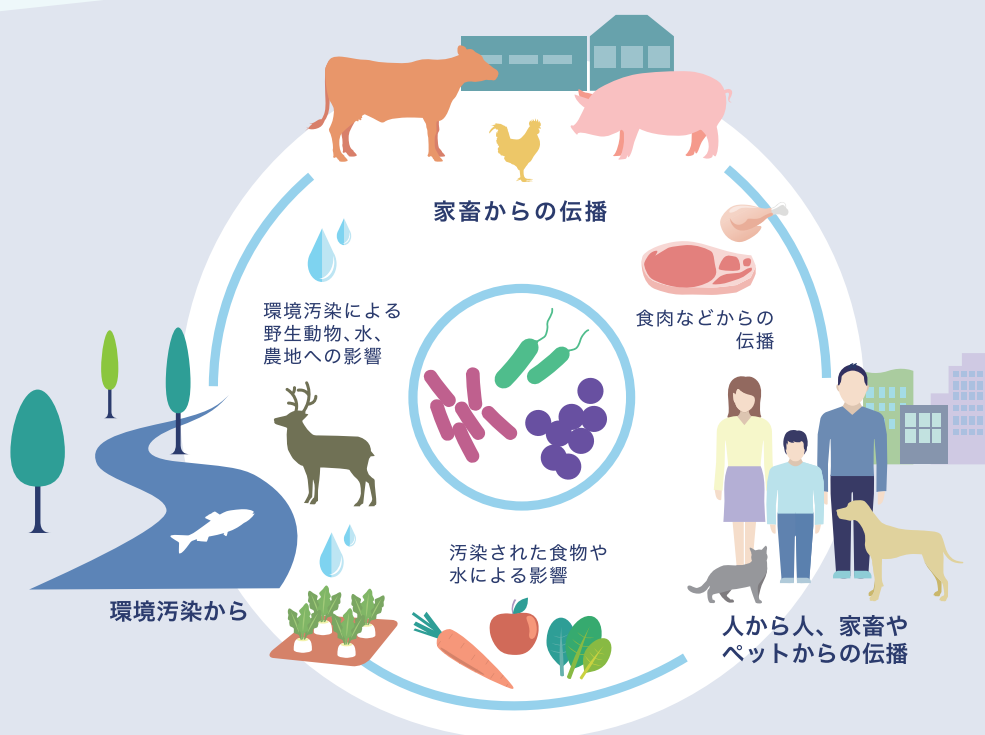 家畜からの伝播
環境汚染による
野生動物、水、
農地への影響
食肉などからの
伝播
汚染された食物や
水による影響
環境汚染から
人から人、家畜や
ペットからの伝播